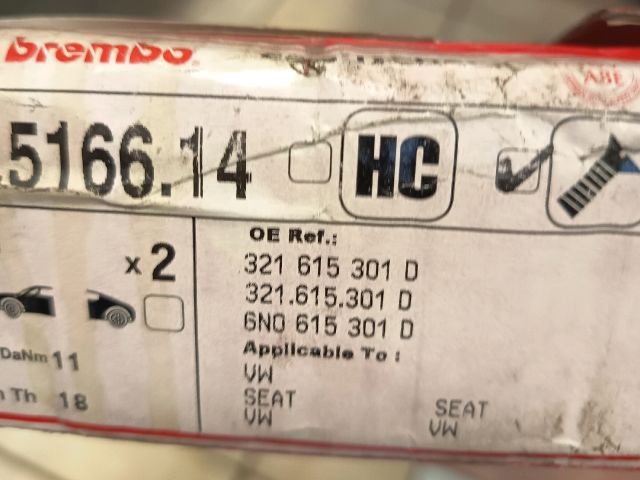 brembo
ABE
.5166.14 HC
OE Ref.:
x2
321 615 301 D
321.615.301 D
6N0 615 301 D
Applicable To :
DaNm 11
VW
Th 18
SEAT SEAT
VW VW